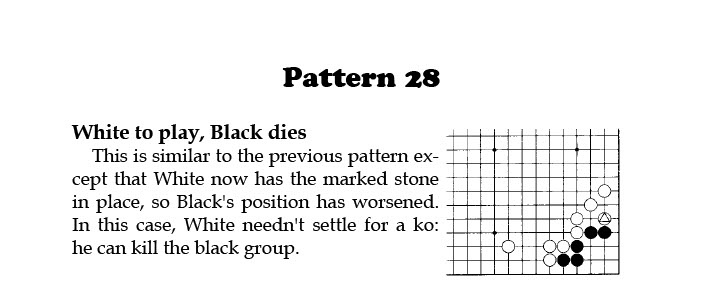 Pattern 28
White to play, Black dies
This is similar to the previous pattern ex-
cept that White now has the marked stone
in place, so Black's position has worsened.
In this case, White needn't settle for a ko:
he can kill the black group.